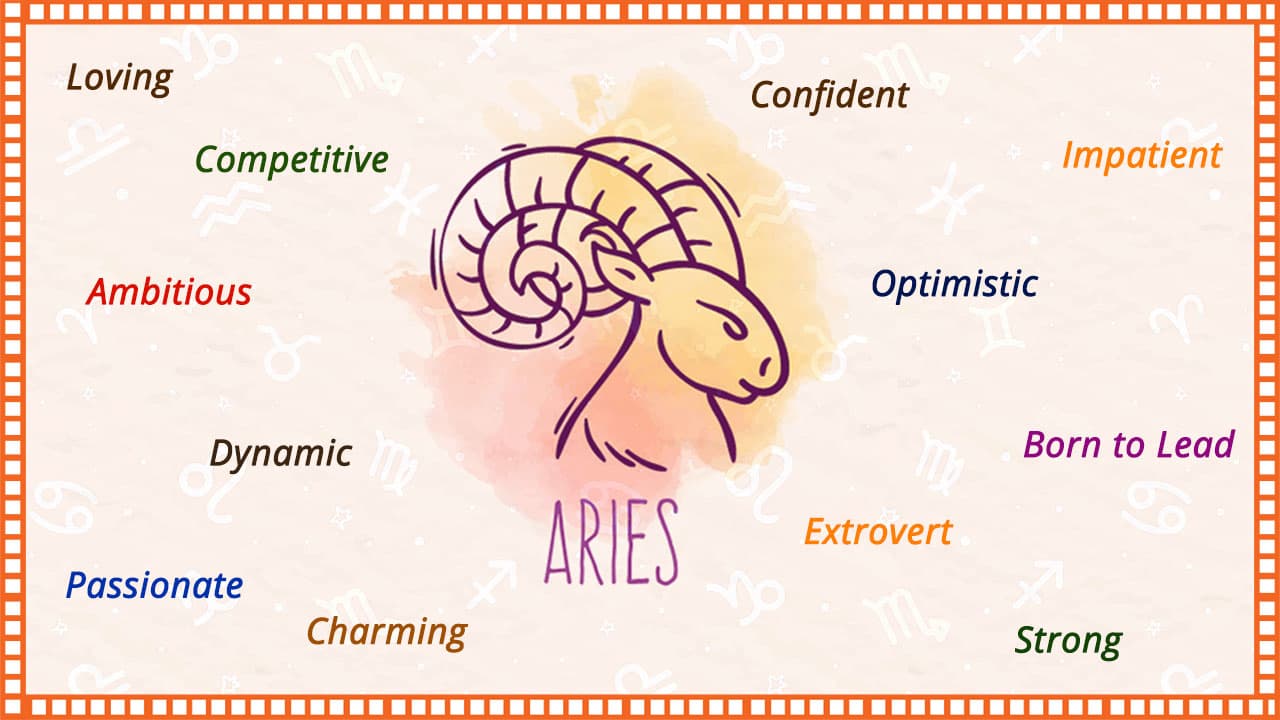 Loving
Confident
Competitive
Impatient
Ambitious
Optimistic
Dynamic
Born to Lead
ARIES
Extrovert
Passionate
Charming
Strong